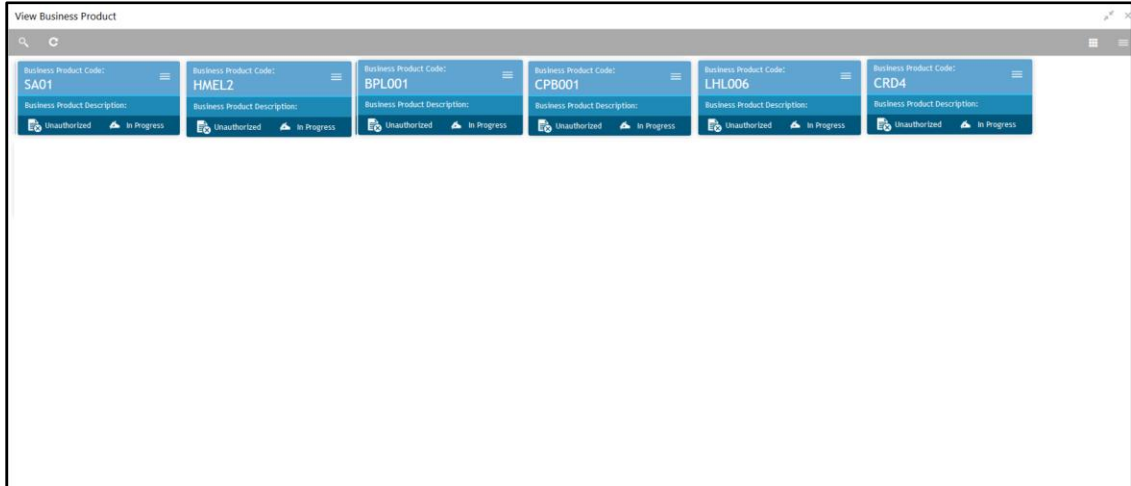 View Business Product
Business Product Code:
SA01
Business Product Description:
Unauthorized In Progress
Business Product Code:
HMEL2
Business Product Description:
Unauthorized In Progress
Business Product Code:
BPL001
Business Product Description:
Unauthorized In Progress
Business Product Code:
CPB001
Business Product Description:
Unauthorized In Progress
Business Product Code:
LHL006
Business Product Description:
Unauthorized In Progress
Business Product Code:
CRD4
Business Product Description:
Unauthorized In Progress